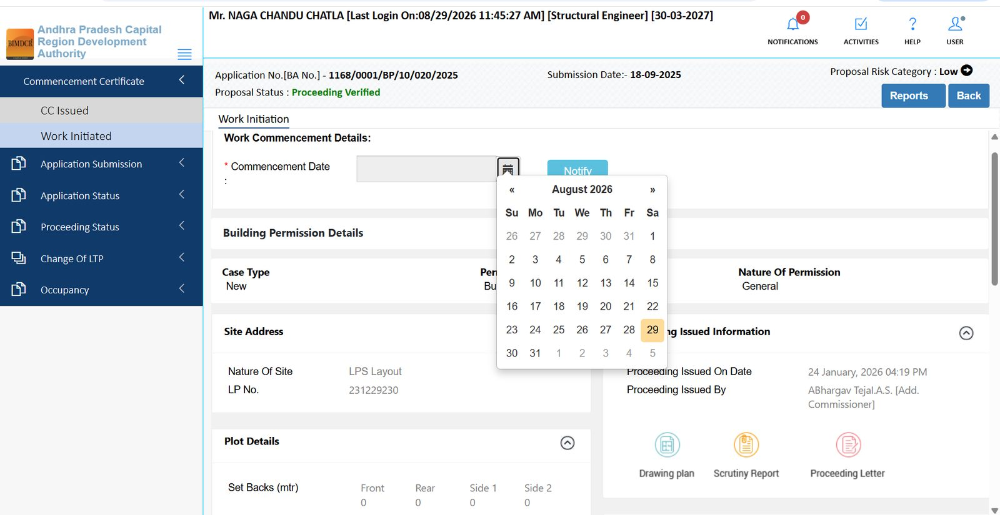 Mr. NAGA CHANDU CHATLA [Last Login On:08/29/2026 11:45:27 AM] [Structural Engineer] [30-03-2027]
BIMDCR
Andhra Pradesh Capital
Region Development
Authority
0
NOTIFICATIONS
ACTIVITIES
HELP
USER
Commencement Certificate
CC Issued
Work Initiated
Application Submission
Application Status
Proceeding Status
Change Of LTP
Occupancy
Application No.[BA No.] - 1168/0001/BP/10/020/2025
Submission Date:- 18-09-2025
Proposal Risk Category : Low
Proposal Status : Proceeding Verified
Reports
Back
Work Initiation
Work Commencement Details:
* Commencement Date
:
Notify
« August 2026 »
Su Mo Tu We Th Fr Sa
26 27 28 29 30 31 1
2 3 4 5 6 7 8
9 10 11 12 13 14 15
16 17 18 19 20 21 22
23 24 25 26 27 28 29
30 31 1 2 3 4 5
Building Permission Details
Case Type
New
Nature Of Permission
General
Site Address
Nature Of Site LPS Layout
LP No. 231229230
Issued Information
Proceeding Issued On Date 24 January, 2026 04:19 PM
Proceeding Issued By ABhargav TejaI.A.S. [Add.
Commissioner]
Drawing plan
Scrutiny Report
Proceeding Letter
Plot Details
Set Backs (mtr)
Front Rear Side 1 Side 2
0 0 0 0